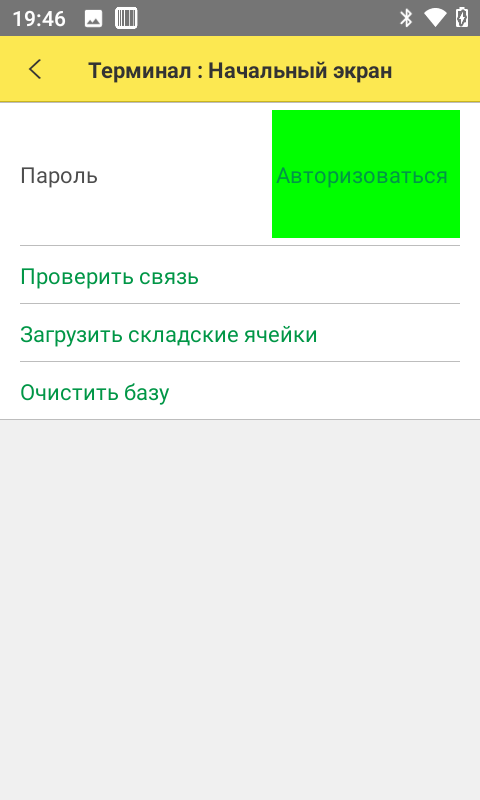 19:46
Терминал : Начальный экран
Пароль
Авторизоваться
Проверить связь
Загрузить складские ячейки
Очистить базу